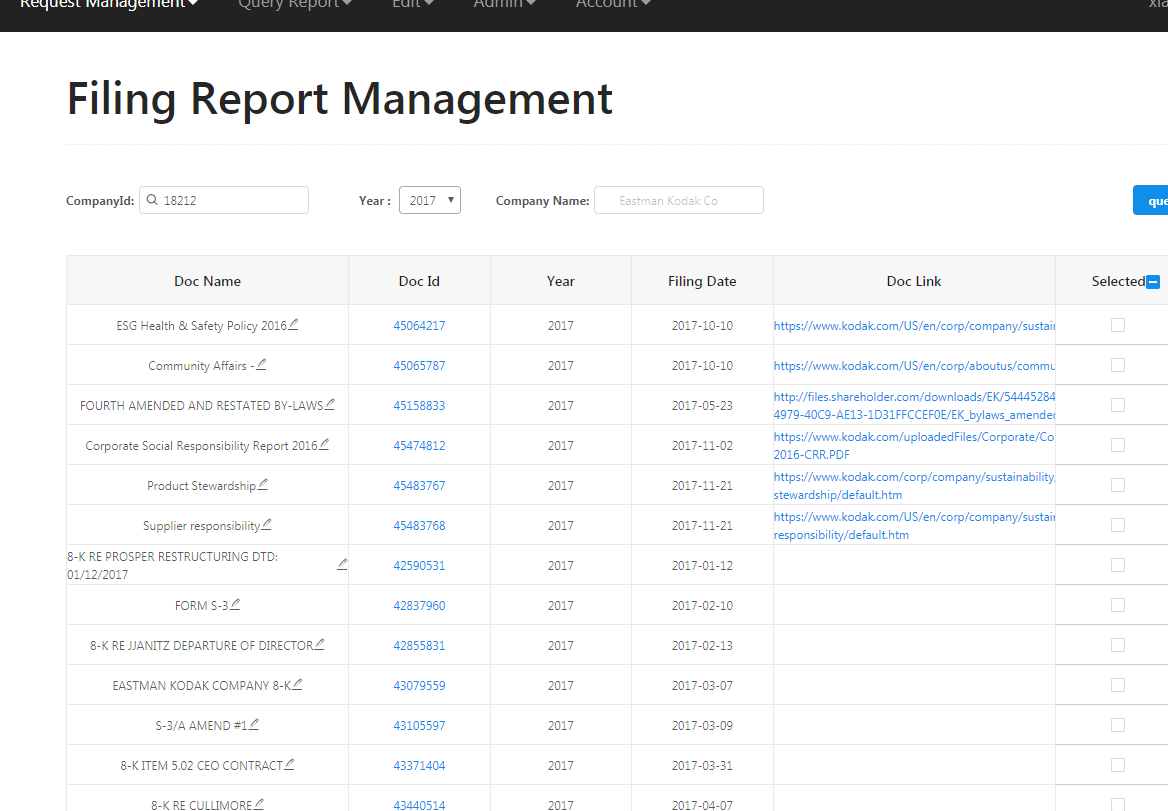 Request Management Query Report Edit Admin Account xia
Filing Report Management
CompanyId: 18212 Year : 2017 Company Name: Eastman Kodak Co que
Doc Name Doc Id Year Filing Date Doc Link Selected
ESG Health & Safety Policy 2016 45064217 2017 2017-10-10 https://www.kodak.com/US/en/corp/company/sustain
Community Affairs - 45065787 2017 2017-10-10 https://www.kodak.com/US/en/corp/aboutus/commu
FOURTH AMENDED AND RESTATED BY-LAWS 45158833 2017 2017-05-23 http://files.shareholder.com/downloads/EK/54445284
4979-40C9-AE13-1D31FFCCEF0E/EK_bylaws_amended
Corporate Social Responsibility Report 2016 45474812 2017 2017-11-02 https://www.kodak.com/uploadedFiles/Corporate/Co
2016-CRR.PDF
Product Stewardship 45483767 2017 2017-11-21 https://www.kodak.com/corp/company/sustainability/
stewardship/default.htm
Supplier responsibility 45483768 2017 2017-11-21 https://www.kodak.com/US/en/corp/company/sustain
responsibility/default.htm
8-K RE PROSPER RESTRUCTURING DTD:
01/12/2017 42590531 2017 2017-01-12
FORM S-3 42837960 2017 2017-02-10
8-K RE JJANITZ DEPARTURE OF DIRECTOR 42855831 2017 2017-02-13
EASTMAN KODAK COMPANY 8-K 43079559 2017 2017-03-07
S-3/A AMEND #1 43105597 2017 2017-03-09
8-K ITEM 5.02 CEO CONTRACT 43371404 2017 2017-03-31
8-K RE CULLIMORE 43440514 2017 2017-04-07